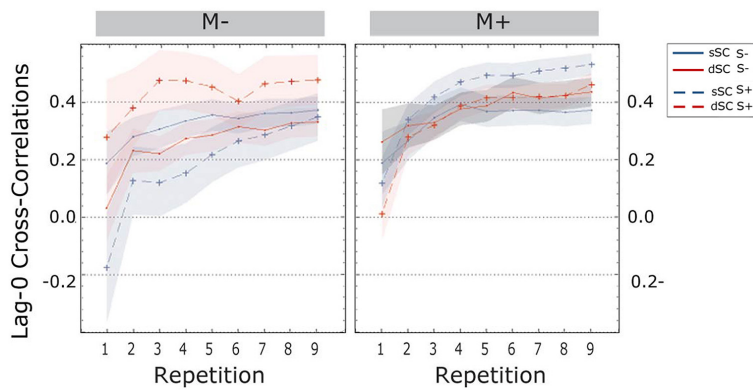 M-
M+
Lag-0 Cross-Correlations
0.4
0.2
0.0
-0.2
0.4
0.2
0.0
0.2-
1 2 3 4 5 6 7 8 9
1 2 3 4 5 6 7 8 9
Repetition
Repetition
sSC S-
dSC S-
sSC S+
dSC S+